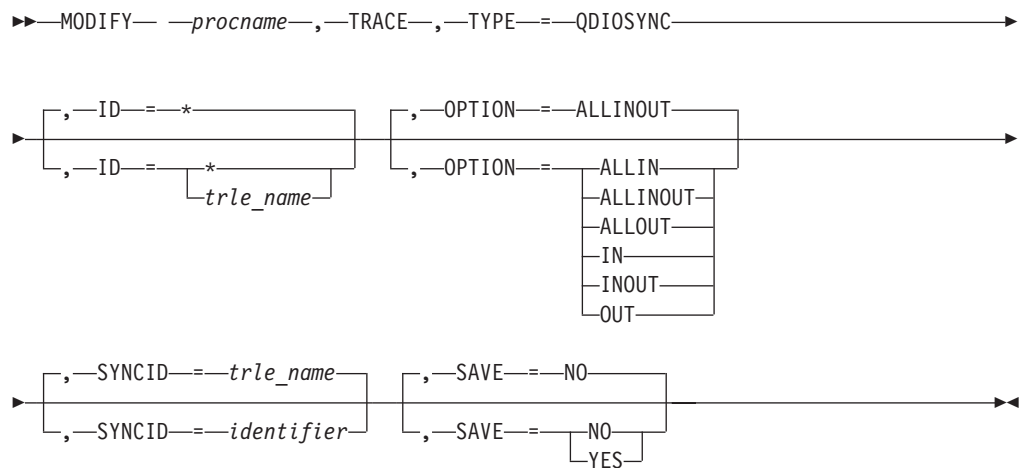 MODIFY procname , TRACE , TYPE = QDIOSYNC
, ID = * , OPTION = ALLINOUT
, ID = * , OPTION = ALLIN
trle_name ALLINOUT
ALLOUT
IN
INOUT
OUT
, SYNCID = trle_name , SAVE = NO
, SYNCID = identifier , SAVE = NO
YES